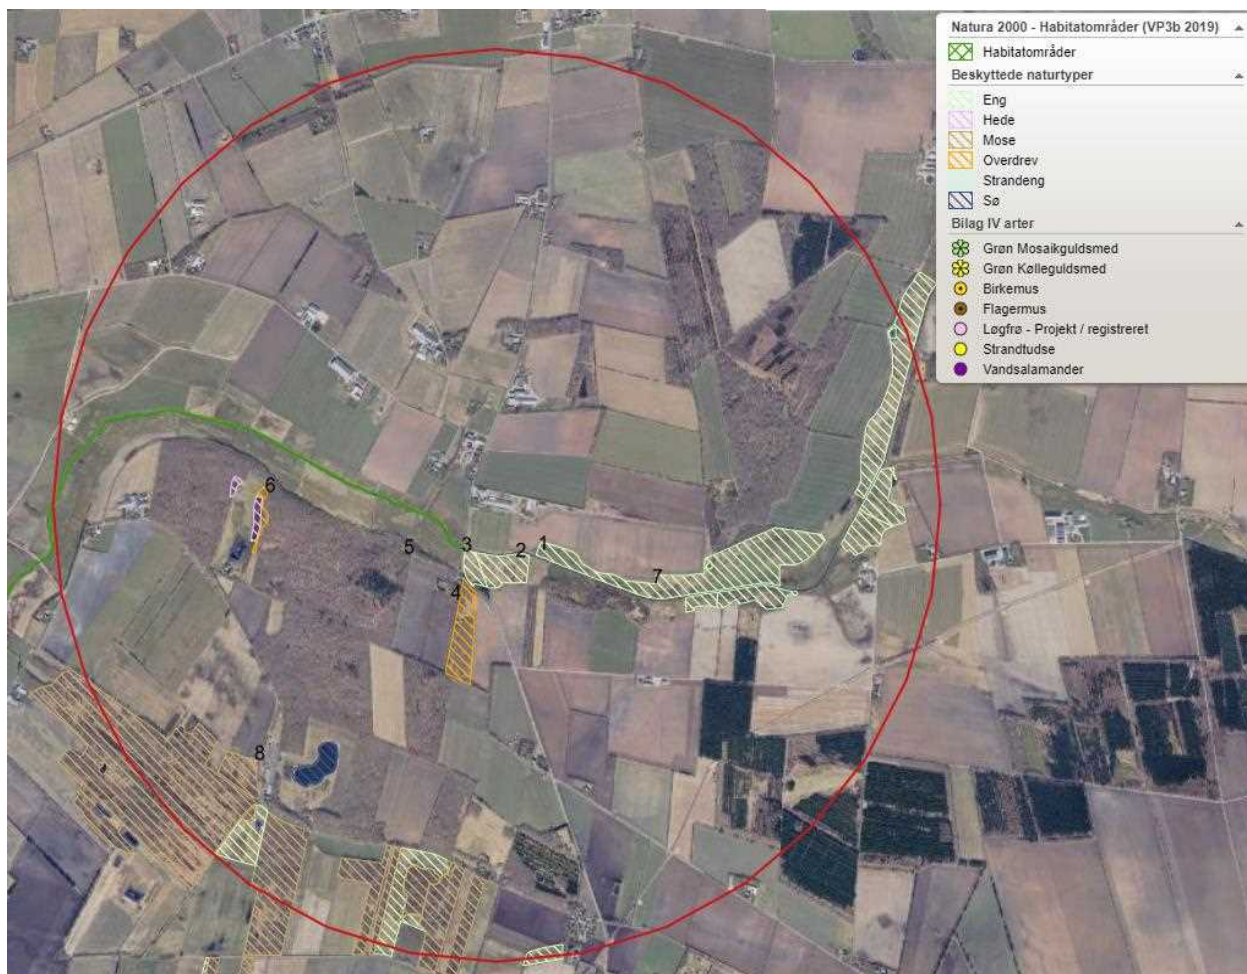 Natura 2000 - Habitatområder (VP3b 2019)
Habitatområder
Beskyttede naturtyper
Eng
Hede
Mose
Overdrev
Strandeng
Sø
Bilag IV arter
Grøn Mosaikguldsmed
Grøn Kølleguldsmed
Birkemus
Flagermus
Løgfrø - Projekt / registreret
Strandtudse
Vandsalamander
6
5
3
2
1
4
7
8